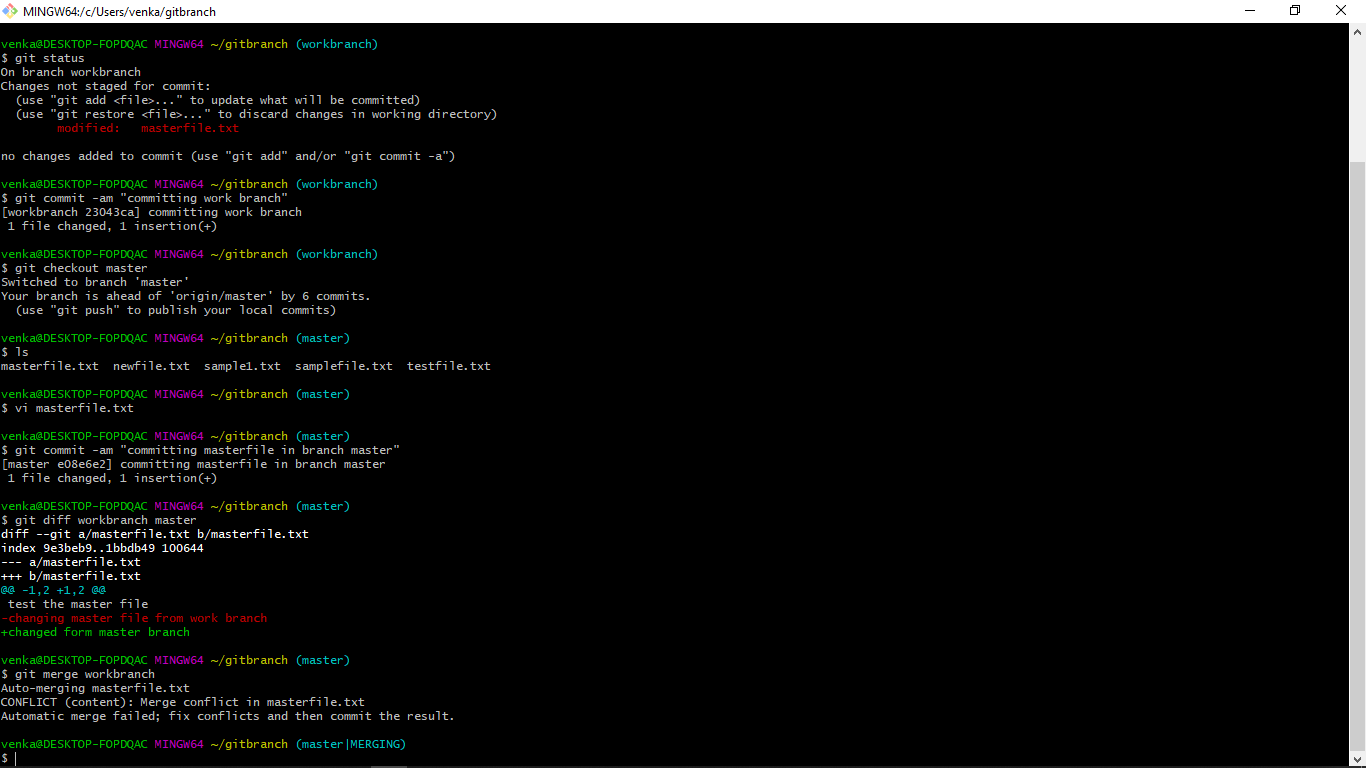 MINGW64:/c/Users/venka/gitbranch
venka@DESKTOP-FOPDQAC MINGW64 ~/gitbranch (workbranch)
$ git status
On branch workbranch
Changes not staged for commit:
  (use "git add <file>..." to update what will be committed)
  (use "git restore <file>..." to discard changes in working directory)
        modified:   masterfile.txt

no changes added to commit (use "git add" and/or "git commit -a")

venka@DESKTOP-FOPDQAC MINGW64 ~/gitbranch (workbranch)
$ git commit -am "committing work branch"
[workbranch 23043ca] committing work branch
 1 file changed, 1 insertion(+)

venka@DESKTOP-FOPDQAC MINGW64 ~/gitbranch (workbranch)
$ git checkout master
Switched to branch 'master'
Your branch is ahead of 'origin/master' by 6 commits.
  (use "git push" to publish your local commits)

venka@DESKTOP-FOPDQAC MINGW64 ~/gitbranch (master)
$ ls
masterfile.txt  newfile.txt  sample1.txt  samplefile.txt  testfile.txt

venka@DESKTOP-FOPDQAC MINGW64 ~/gitbranch (master)
$ vi masterfile.txt

venka@DESKTOP-FOPDQAC MINGW64 ~/gitbranch (master)
$ git commit -am "committing masterfile in branch master"
[master e08e6e2] committing masterfile in branch master
 1 file changed, 1 insertion(+)

venka@DESKTOP-FOPDQAC MINGW64 ~/gitbranch (master)
$ git diff workbranch master
diff --git a/masterfile.txt b/masterfile.txt
index 9e3beb9..1bbdb49 100644
--- a/masterfile.txt
+++ b/masterfile.txt
@@ -1,2 +1,2 @@
 test the master file
-changing master file from work branch
+changed form master branch

venka@DESKTOP-FOPDQAC MINGW64 ~/gitbranch (master)
$ git merge workbranch
Auto-merging masterfile.txt
CONFLICT (content): Merge conflict in masterfile.txt
Automatic merge failed; fix conflicts and then commit the result.

venka@DESKTOP-FOPDQAC MINGW64 ~/gitbranch (master|MERGING)
$